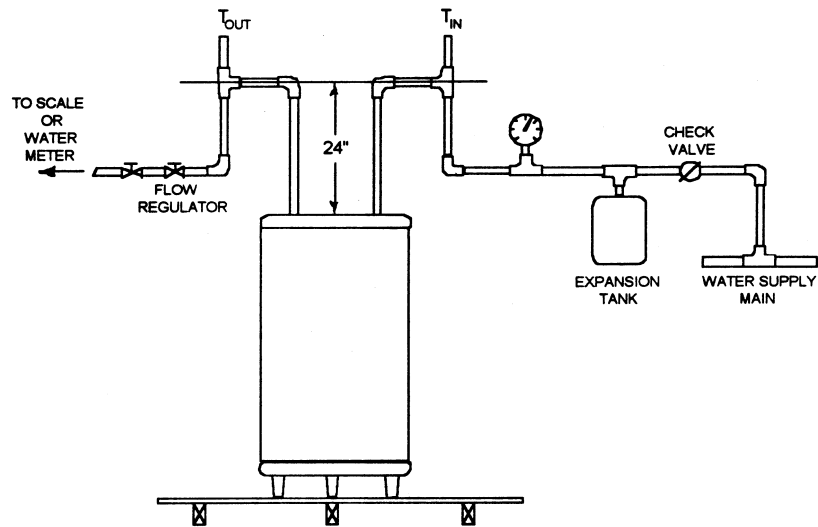 T_OUT
T_IN
TO SCALE
OR
WATER
METER
24"
CHECK
VALVE
FLOW
REGULATOR
EXPANSION
TANK
WATER SUPPLY
MAIN